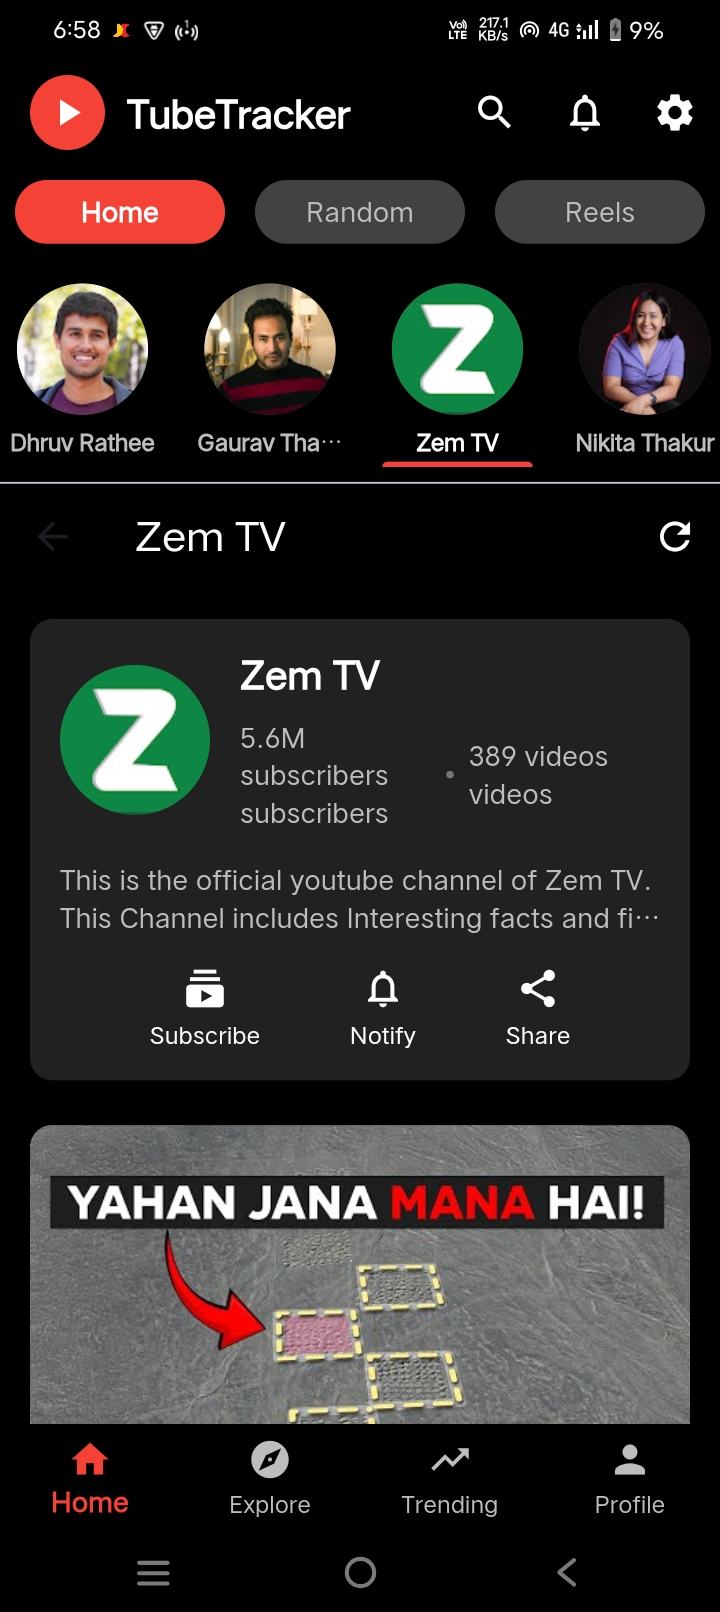 6:58 Vo) LTE 217.1 KB/s 4G 9%
TubeTracker
Home Random Reels
Z
Dhruv Rathee Gaurav Tha··· Zem TV Nikita Thakur
Zem TV
Z
Zem TV
5.6M
subscribers
subscribers
•
389 videos
videos
This is the official youtube channel of Zem TV.
This Channel includes Interesting facts and fi···
Subscribe Notify Share
YAHAN JANA MANA HAI!
Home Explore Trending Profile